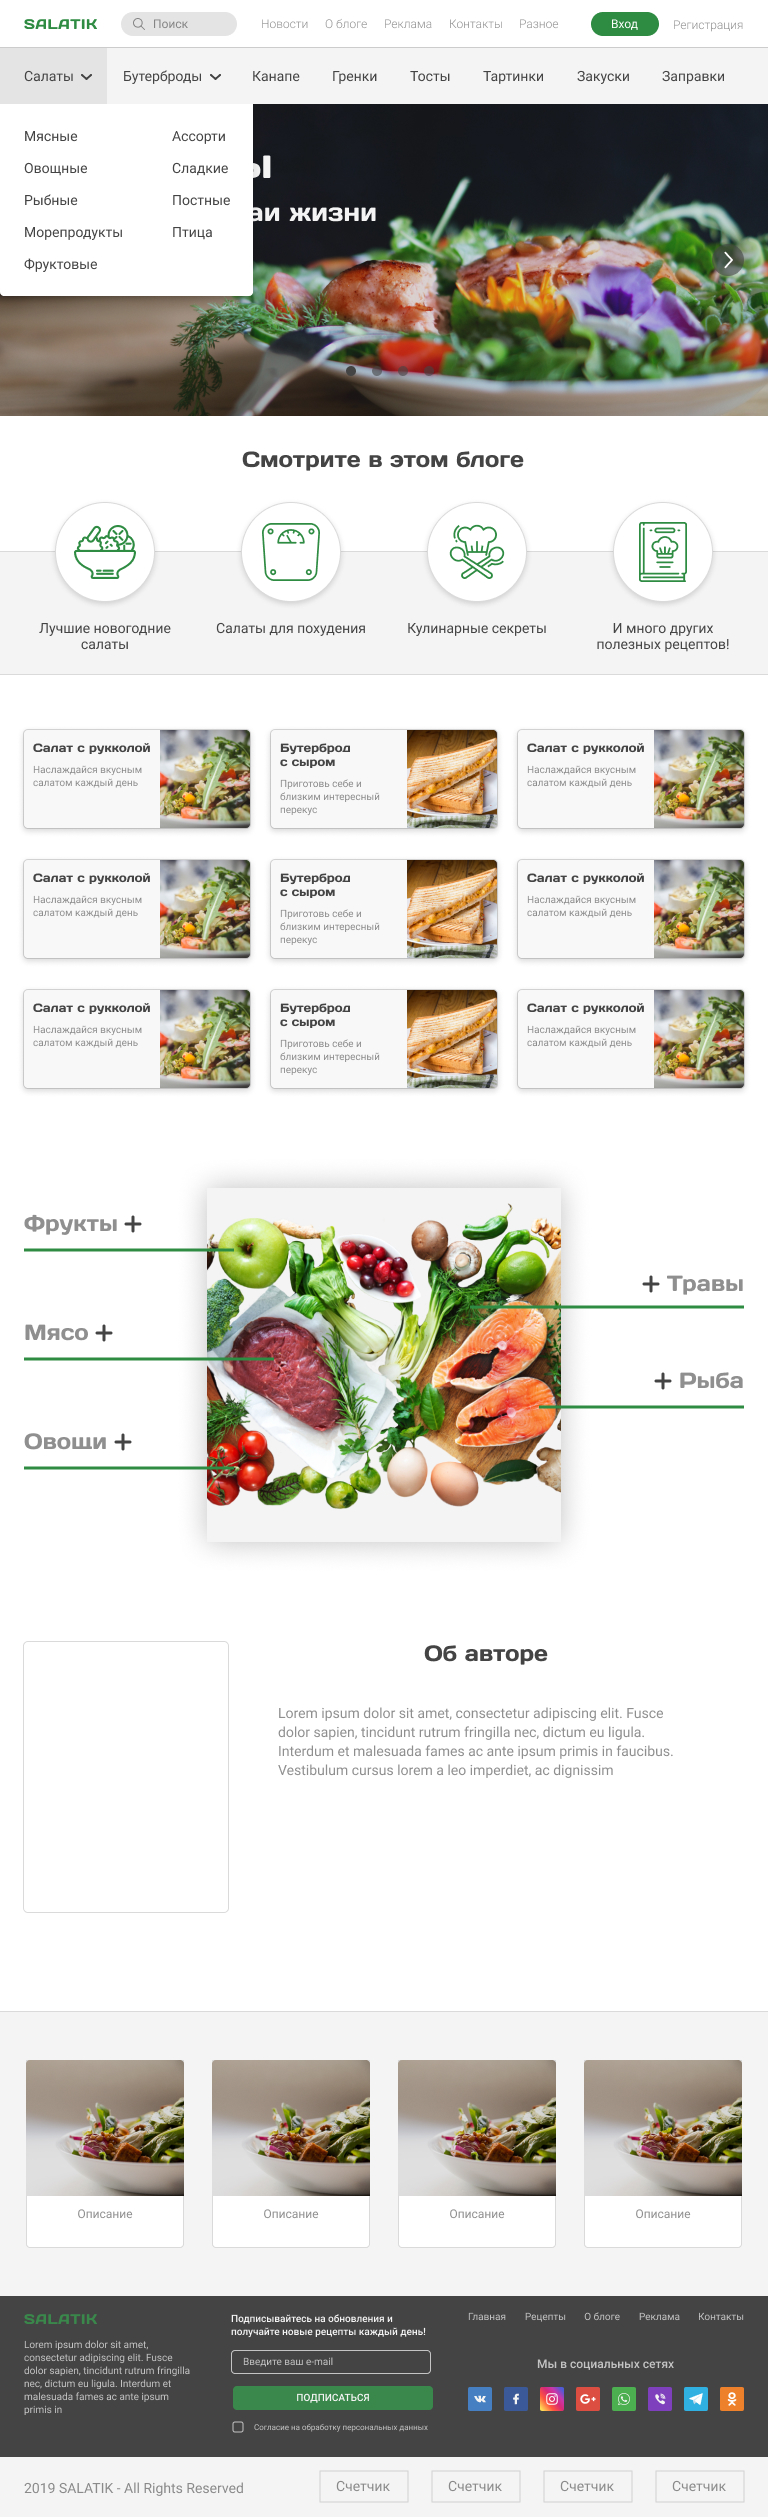 SALATIK
Поиск
Новости
О блоге
Реклама
Контакты
Разное
Вход
Регистрация
Салаты
Бутерброды
Канапе
Гренки
Тосты
Тартинки
Закуски
Заправки
Мясные
Ассорти
Овощные
Сладкие
Рыбные
Постные
Морепродукты
Птица
Фруктовые
жизни
Смотрите в этом блоге
Лучшие новогодние
салаты
Салаты для похудения
Кулинарные секреты
И много других
полезных рецептов!
Салат с рукколой
Наслаждайся вкусным
салатом каждый день
Бутерброд
с сыром
Приготовь себе и
близким интересный
перекус
Салат с рукколой
Наслаждайся вкусным
салатом каждый день
Салат с рукколой
Наслаждайся вкусным
салатом каждый день
Бутерброд
с сыром
Приготовь себе и
близким интересный
перекус
Салат с рукколой
Наслаждайся вкусным
салатом каждый день
Салат с рукколой
Наслаждайся вкусным
салатом каждый день
Бутерброд
с сыром
Приготовь себе и
близким интересный
перекус
Салат с рукколой
Наслаждайся вкусным
салатом каждый день
Фрукты +
+ Травы
Мясо +
+ Рыба
Овощи +
Об авторе
Lorem ipsum dolor sit amet, consectetur adipiscing elit. Fusce
dolor sapien, tincidunt rutrum fringilla nec, dictum eu ligula.
Interdum et malesuada fames ac ante ipsum primis in faucibus.
Vestibulum cursus lorem a leo imperdiet, ac dignissim
Описание
Описание
Описание
Описание
SALATIK
Lorem ipsum dolor sit amet,
consectetur adipiscing elit. Fusce
dolor sapien, tincidunt rutrum fringilla
nec, dictum eu ligula. Interdum et
malesuada fames ac ante ipsum
primis in
Подписывайтесь на обновления и
получайте новые рецепты каждый день!
Введите ваш e-mail
ПОДПИСАТЬСЯ
Согласие на обработку персональных данных
Главная
Рецепты
О блоге
Реклама
Контакты
Мы в социальных сетях
2019 SALATIK - All Rights Reserved
Счетчик
Счетчик
Счетчик
Счетчик